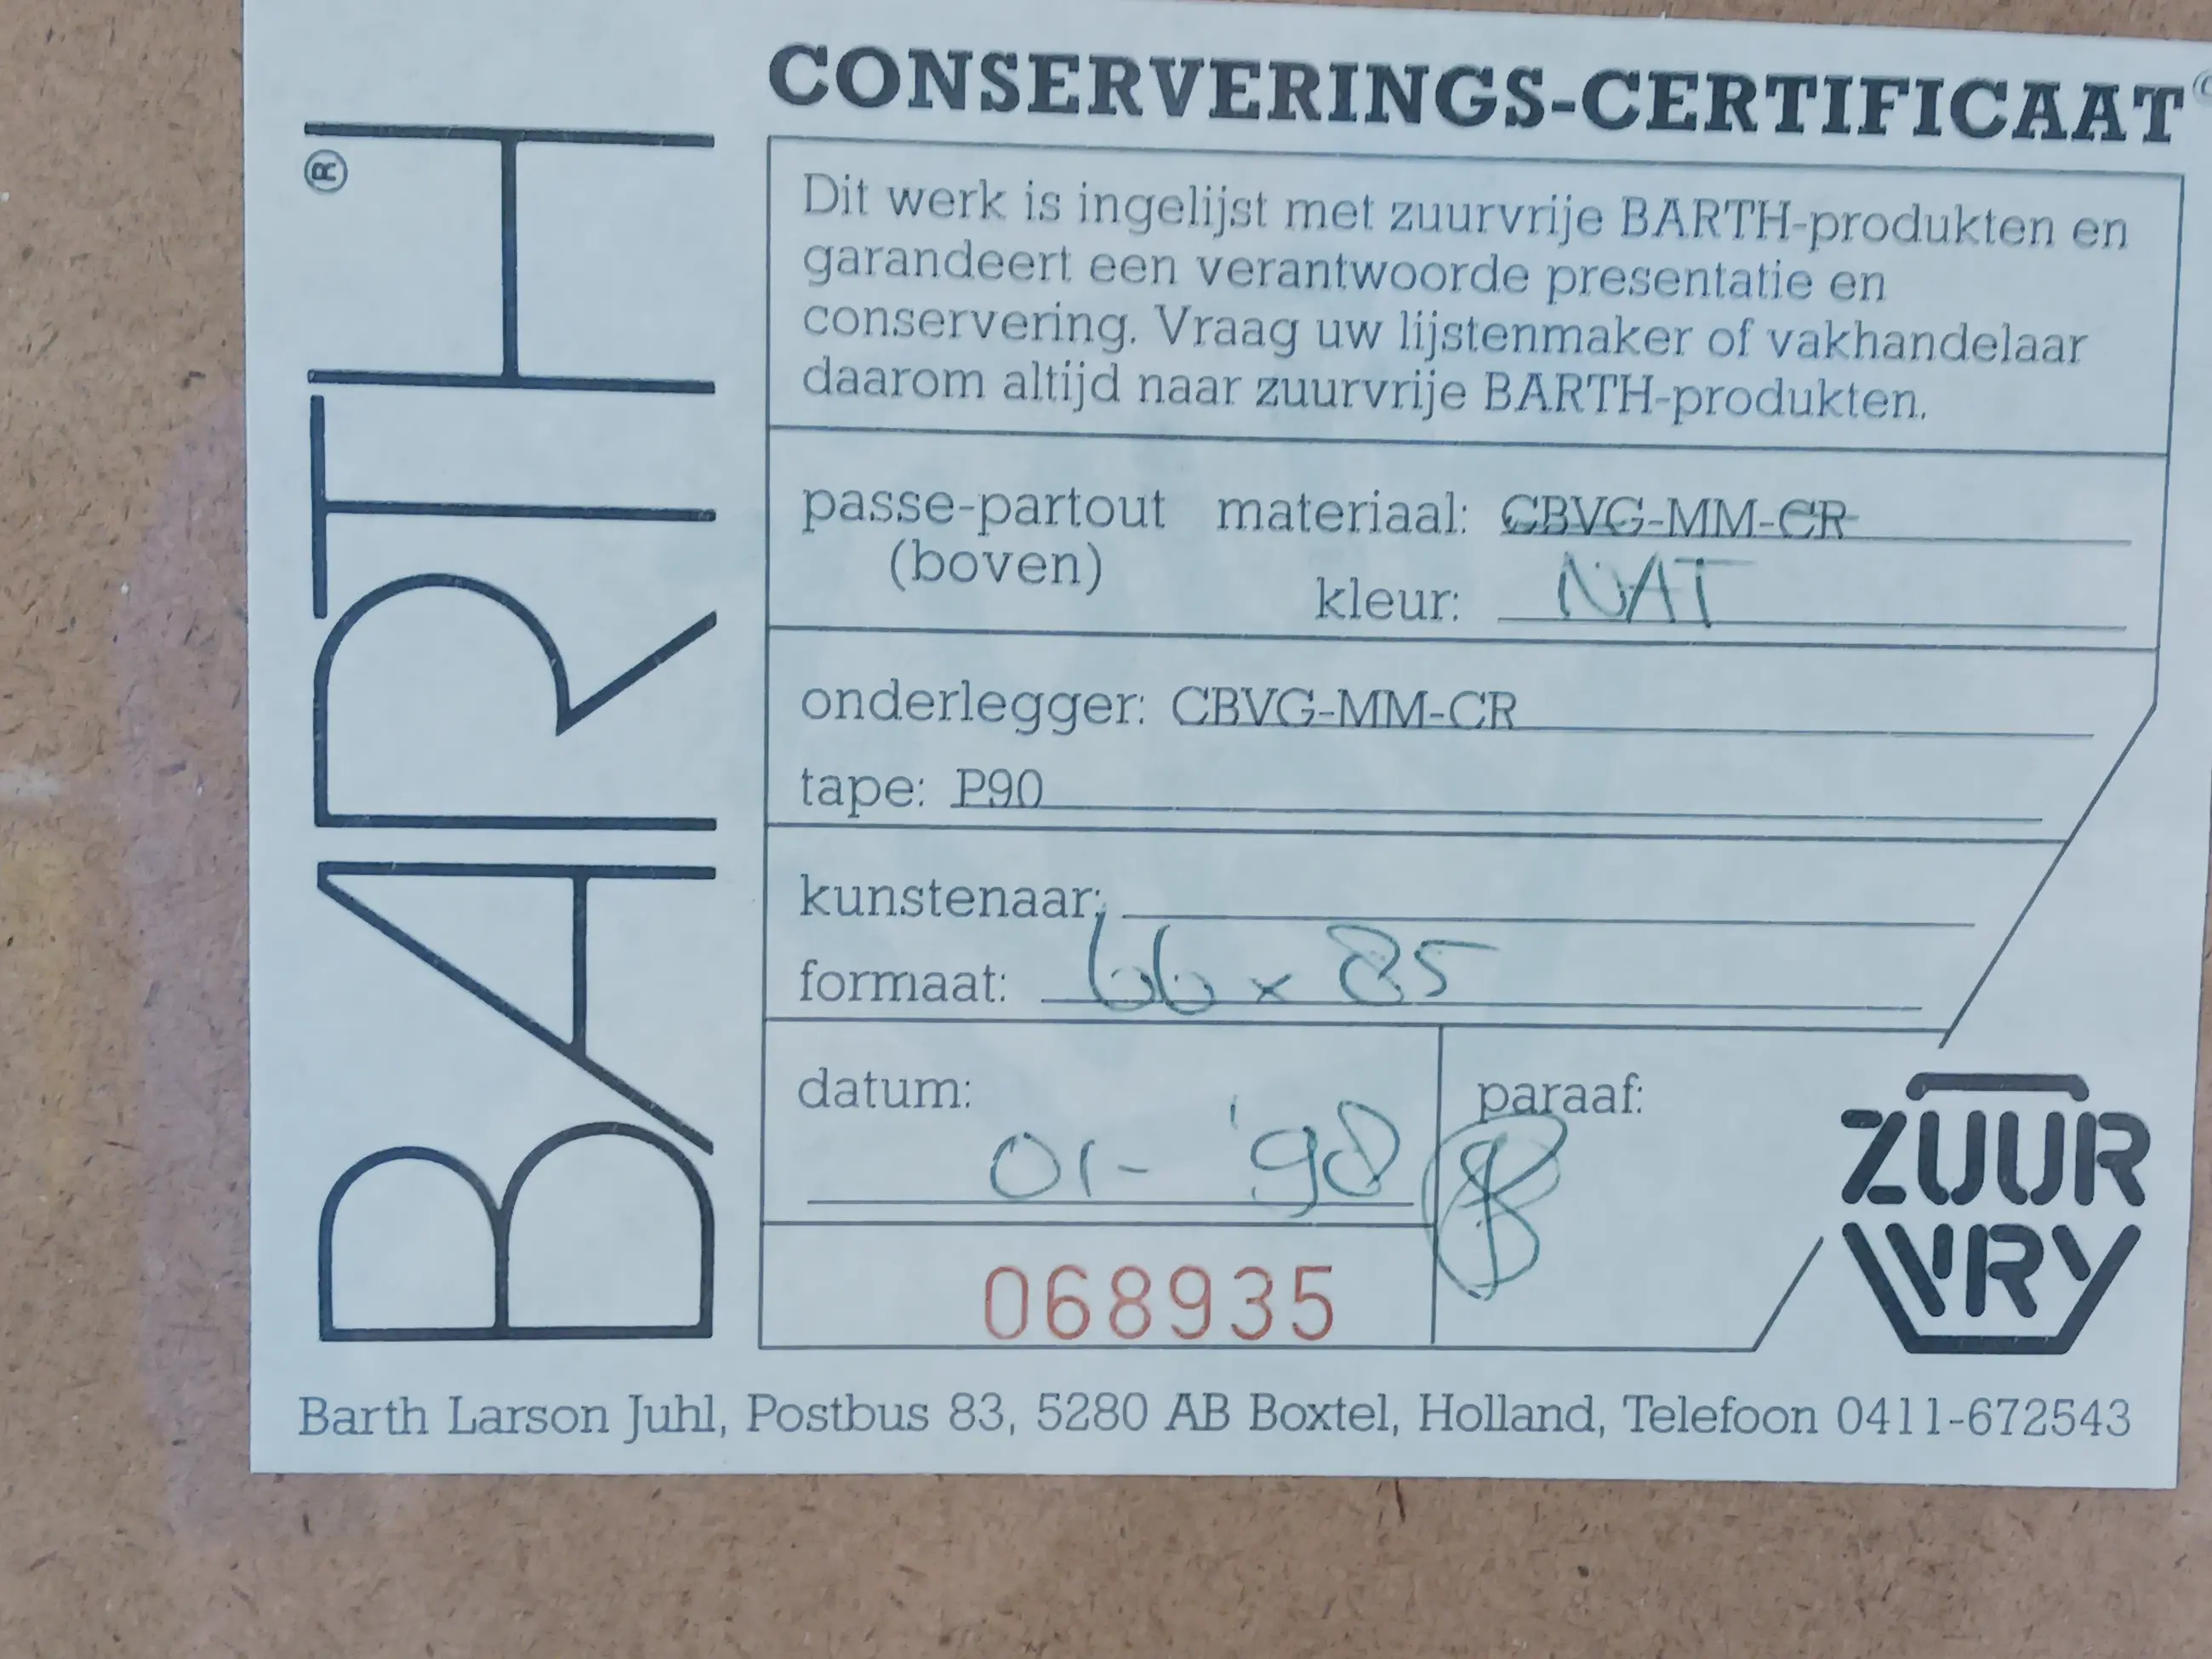 CONSERVERINGS-CERTIFICAAT
BARTH®
Dit werk is ingelijst met zuurvrije BARTH-produkten en
garandeert een verantwoorde presentatie en
conservering. Vraag uw lijstenmaker of vakhandelaar
daarom altijd naar zuurvrije BARTH-produkten.
passe-partout materiaal: CBVG-MM-CR
(boven)
kleur: NAT
onderlegger: CBVG-MM-CR
tape: P90
kunstenaar:
formaat: 66 x 85
datum:
paraaf:
01- '98
068935
ZUUR
VRY
Barth Larson Juhl, Postbus 83, 5280 AB Boxtel, Holland, Telefoon 0411-672543